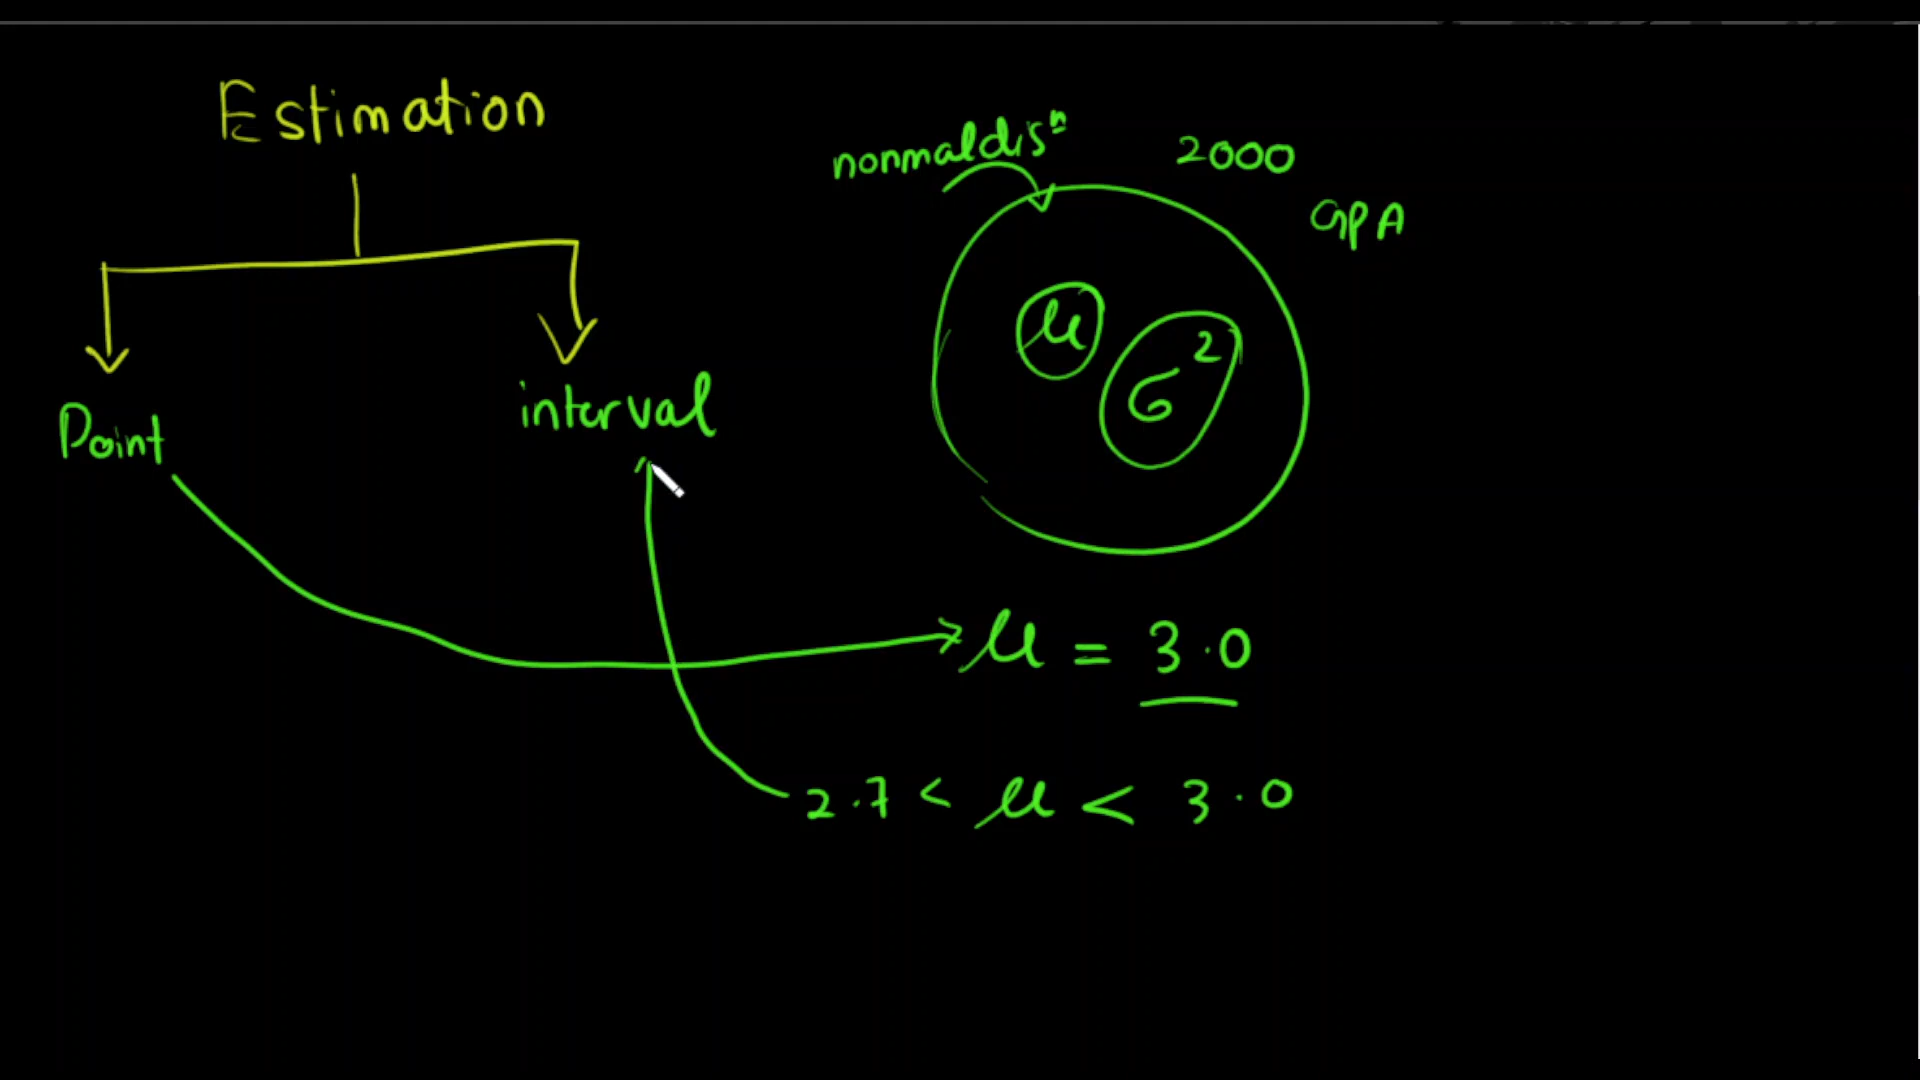 Estimation
Point
interval
normaldisⁿ
2000
GPA
μ
σ²
μ = 3.0
2.7 < μ < 3.0